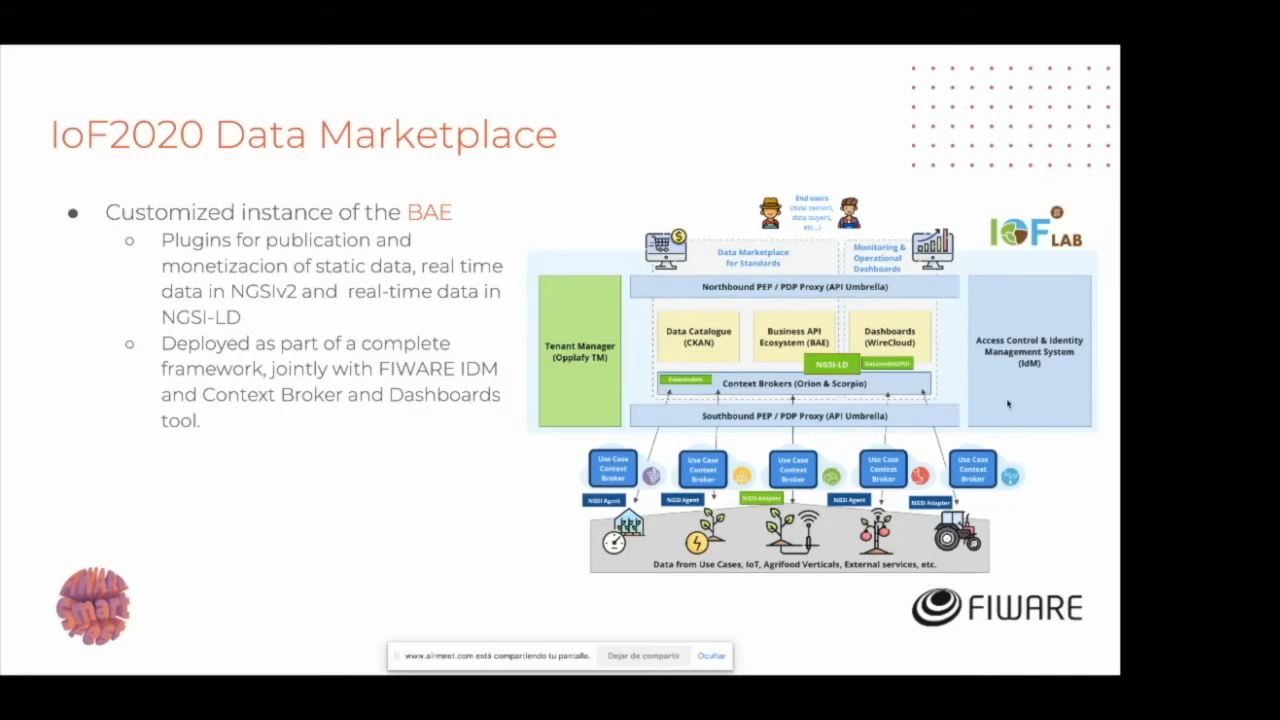 IoF2020 Data Marketplace
● Customized instance of the BAE
○ Plugins for publication and
monetizacion of static data, real time
data in NGSIv2 and real-time data in
NGSI-LD
○ Deployed as part of a complete
framework, jointly with FIWARE IDM
and Context Broker and Dashboards
tool.
End users
(data owners,
data buyers,
etc...)
IOF LAB
Data Marketplace
for Standards
Monitoring &
Operational
Dashboards
Northbound PEP / PDP Proxy (API Umbrella)
Tenant Manager
(Opplafy TM)
Data Catalogue
(CKAN)
Business API
Ecosystem (BAE)
Dashboards
(WireCloud)
Access Control & Identity
Management System
(IdM)
NGSI-LD
Datamodels
Context Brokers (Orion & Scorpio)
Southbound PEP / PDP Proxy (API Umbrella)
Use Case
Context
Broker
Use Case
Context
Broker
Use Case
Context
Broker
Use Case
Context
Broker
Use Case
Context
Broker
NGSI Agent
NGSI Agent
NGSI Adapter
NGSI Agent
NGSI Adapter
Data from Use Cases, IoT, Agrifood Verticals, External services, etc.
Smart
FIWARE
www.airmeet.com está compartiendo tu pantalla.
Dejar de compartir
Ocultar